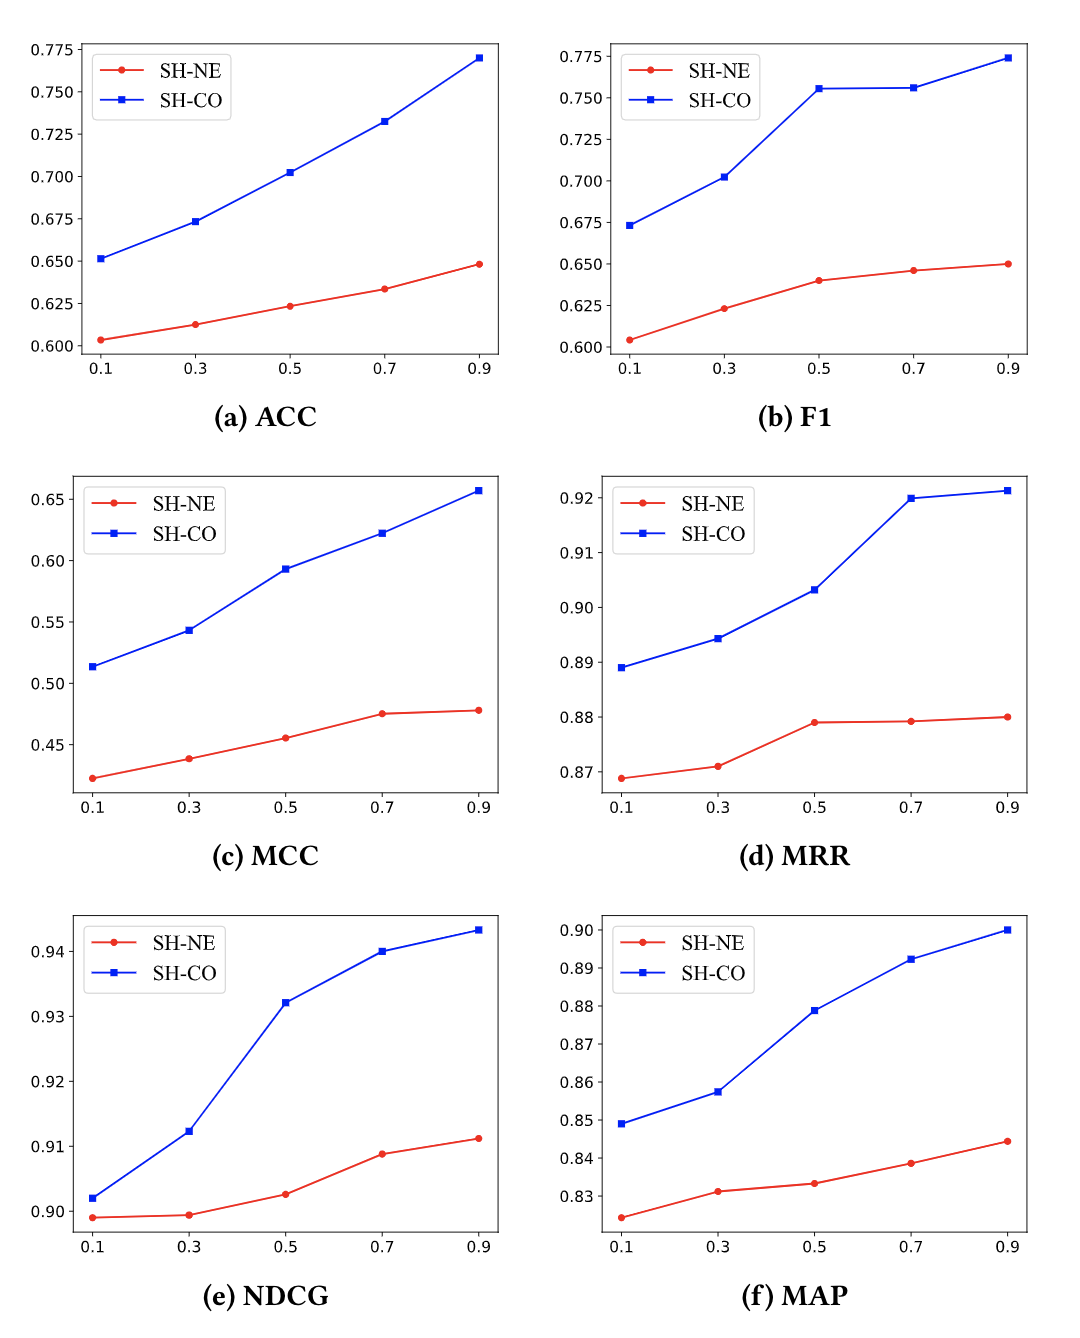 0.775
0.750
0.725
0.700
0.675
0.650
0.625
0.600
SH-NE
SH-CO
0.1 0.3 0.5 0.7 0.9
(a) ACC
0.775
0.750
0.725
0.700
0.675
0.650
0.625
0.600
SH-NE
SH-CO
0.1 0.3 0.5 0.7 0.9
(b) F1
0.65
0.60
0.55
0.50
0.45
SH-NE
SH-CO
0.1 0.3 0.5 0.7 0.9
(c) MCC
0.92
0.91
0.90
0.89
0.88
0.87
SH-NE
SH-CO
0.1 0.3 0.5 0.7 0.9
(d) MRR
0.94
0.93
0.92
0.91
0.90
SH-NE
SH-CO
0.1 0.3 0.5 0.7 0.9
(e) NDCG
0.90
0.89
0.88
0.87
0.86
0.85
0.84
0.83
SH-NE
SH-CO
0.1 0.3 0.5 0.7 0.9
(f) MAP